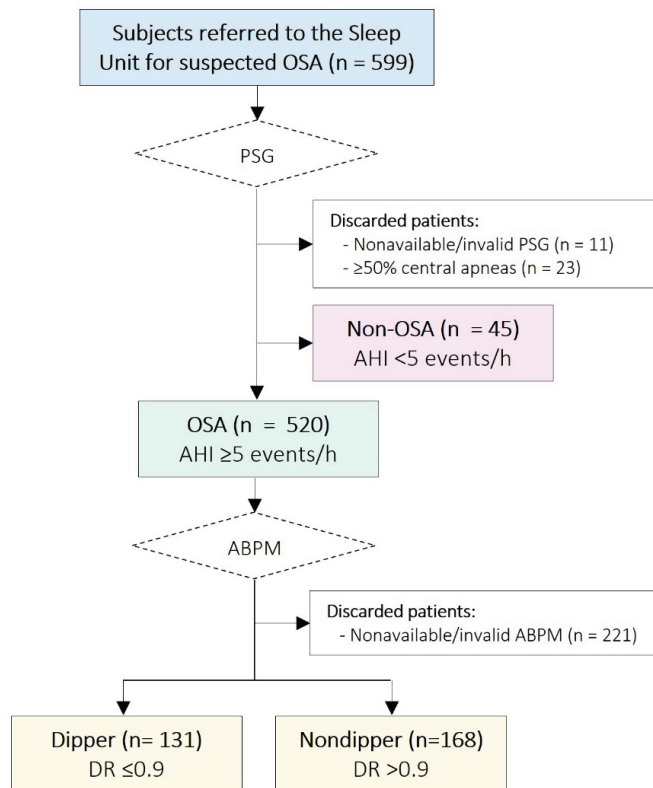 Subjects referred to the Sleep
Unit for suspected OSA (n = 599)
PSG
Discarded patients:
- Nonavailable/invalid PSG (n = 11)
- ≥50% central apneas (n = 23)
Non-OSA (n = 45)
AHI <5 events/h
OSA (n = 520)
AHI ≥5 events/h
ABPM
Discarded patients:
- Nonavailable/invalid ABPM (n = 221)
Dipper (n= 131)
DR ≤0.9
Nondipper (n=168)
DR >0.9